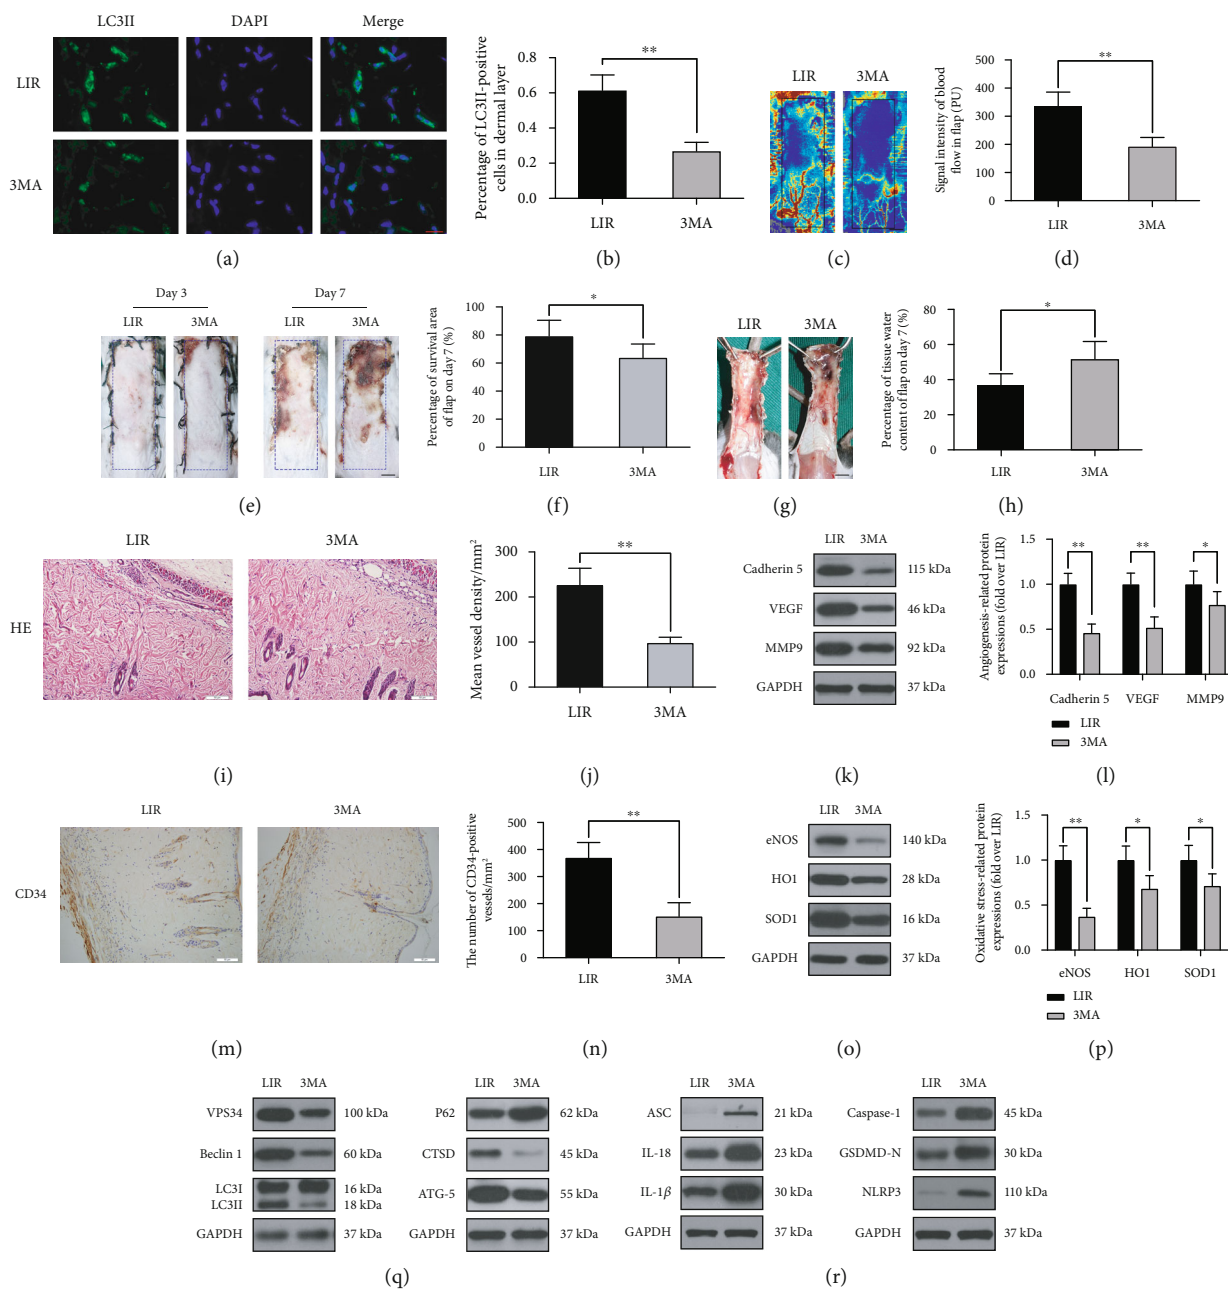 LC3II DAPI Merge
LIR
3MA
(a)
Percentage of LC3II-positive
cells in dermal layer
0.8
0.6
0.4
0.2
0.0
**
LIR 3MA
(b)
LIR 3MA
(c)
Signal intensity of blood
flow in flap (PU)
500
400
300
200
100
0
**
LIR 3MA
(d)
Day 3 Day 7
LIR 3MA LIR 3MA
(e)
Percentage of survival area
of flap on day 7 (%)
100
80
60
40
20
0
*
LIR 3MA
(f)
LIR 3MA
(g)
Percentage of tissue water
content of flap on day 7 (%)
80
60
40
20
0
*
LIR 3MA
(h)
LIR 3MA
HE
(i)
Mean vessel density/mm²
300
200
100
0
**
LIR 3MA
(j)
LIR 3MA
Cadherin 5 115 kDa
VEGF 46 kDa
MMP9 92 kDa
GAPDH 37 kDa
(k)
Angiogenesis-related protein
expressions (fold over LIR)
1.5
1.0
0.5
0.0
** ** *
Cadherin 5 VEGF MMP9
LIR
3MA
(l)
LIR 3MA
CD34
(m)
The number of CD34-positive
vessels/mm²
500
400
300
200
100
0
**
LIR 3MA
(n)
LIR 3MA
eNOS 140 kDa
HO1 28 kDa
SOD1 16 kDa
GAPDH 37 kDa
(o)
Oxidative stress-related protein
expressions (fold over LIR)
1.5
1.0
0.5
0.0
** * *
eNOS HO1 SOD1
LIR
3MA
(p)
LIR 3MA
VPS34 100 kDa
Beclin 1 60 kDa
LC3I 16 kDa
LC3II 18 kDa
GAPDH 37 kDa
LIR 3MA
P62 62 kDa
CTSD 45 kDa
ATG-5 55 kDa
GAPDH 37 kDa
(q)
LIR 3MA
ASC 21 kDa
IL-18 23 kDa
IL-1β 30 kDa
GAPDH 37 kDa
LIR 3MA
Caspase-1 45 kDa
GSDMD-N 30 kDa
NLRP3 110 kDa
GAPDH 37 kDa
(r)